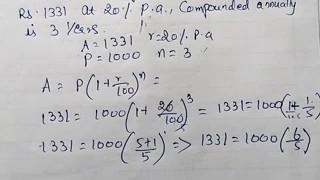 Rs. 1331 at 20% p.a., Compounded annually
is 3 Years.
A = 1331 r = 20% p.a
P = 1000 n = 3
A = P(1+r/100)^n =
1331 = 1000(1+20/100)^3 = 1331 = 1000(1+1/5)
1331 = 1000(5+1/5) => 1331 = 1000(6/5)